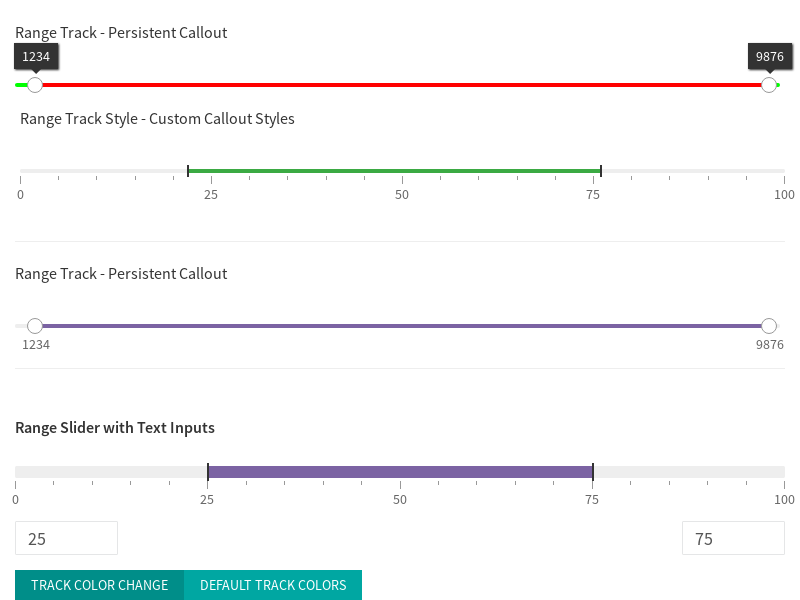 Range Track - Persistent Callout
1234 9876
Range Track Style - Custom Callout Styles
0 25 50 75 100
Range Track - Persistent Callout
1234 9876
Range Slider with Text Inputs
0 25 50 75 100
25 75
TRACK COLOR CHANGE DEFAULT TRACK COLORS